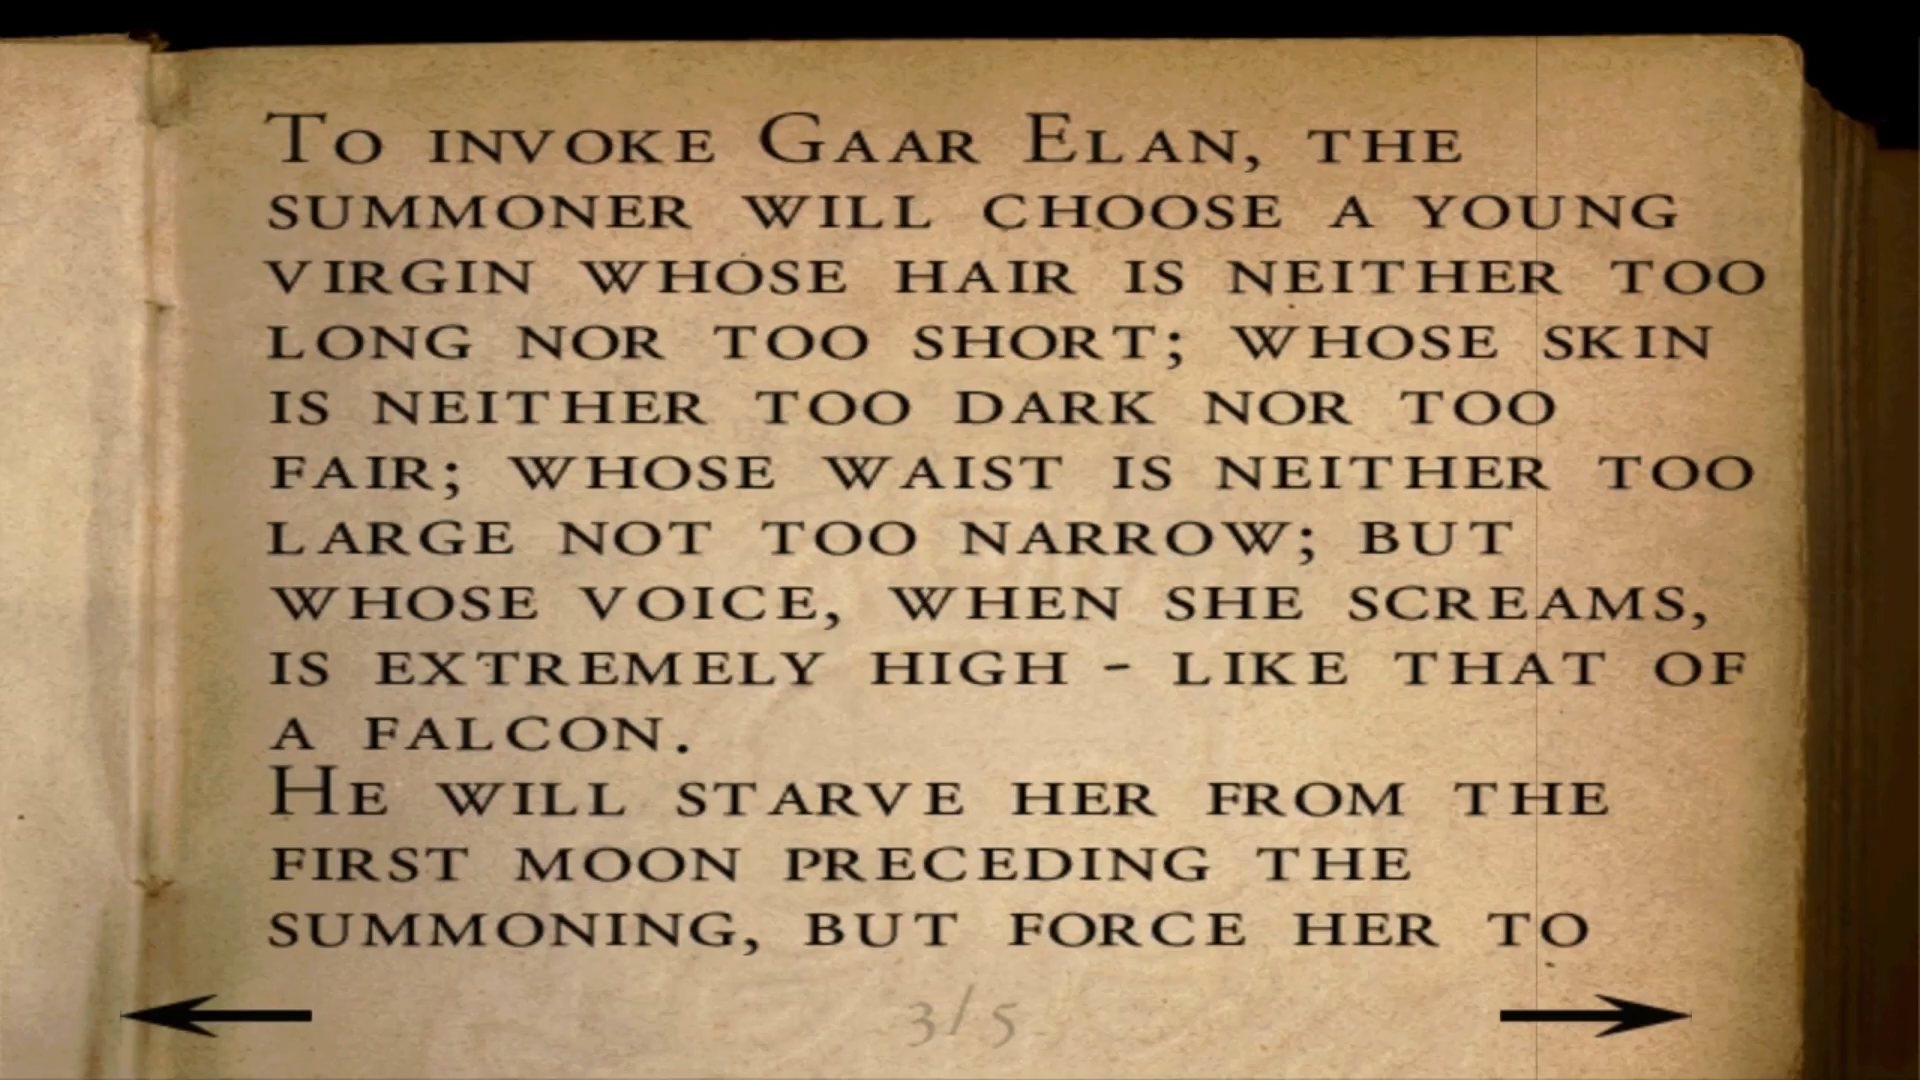 To invoke Gaar Elan, the
summoner will choose a young
virgin whose hair is neither too
long nor too short; whose skin
is neither too dark nor too
fair; whose waist is neither too
large not too narrow; but
whose voice, when she screams,
is extremely high - like that of
a falcon.
He will starve her from the
first moon preceding the
summoning, but force her to
3/5